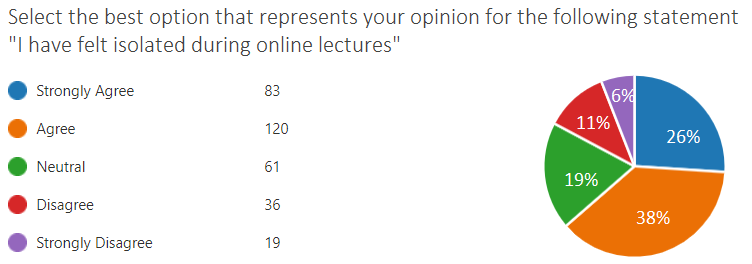 Select the best option that represents your opinion for the following statement
"I have felt isolated during online lectures"
Strongly Agree 83
Agree 120
Neutral 61
Disagree 36
Strongly Disagree 19
6%
11%
26%
19%
38%